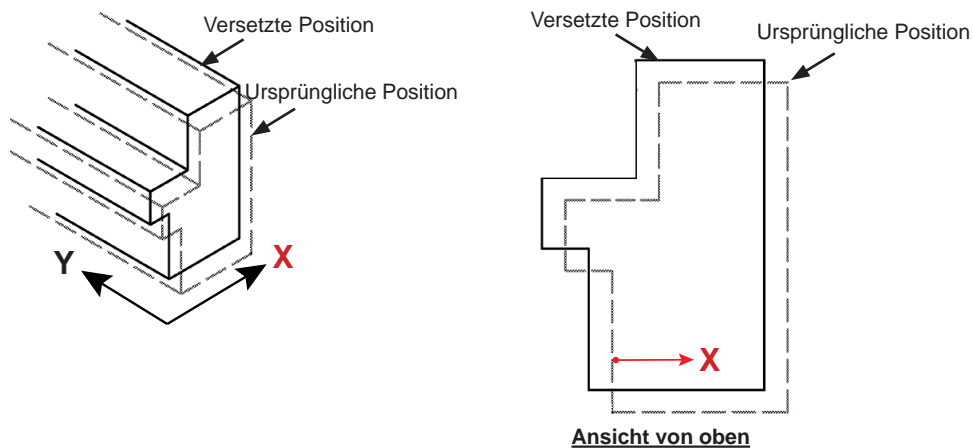 Versetzte Position
Ursprüngliche Position
Y
X
Versetzte Position
Ursprüngliche Position
X
Ansicht von oben